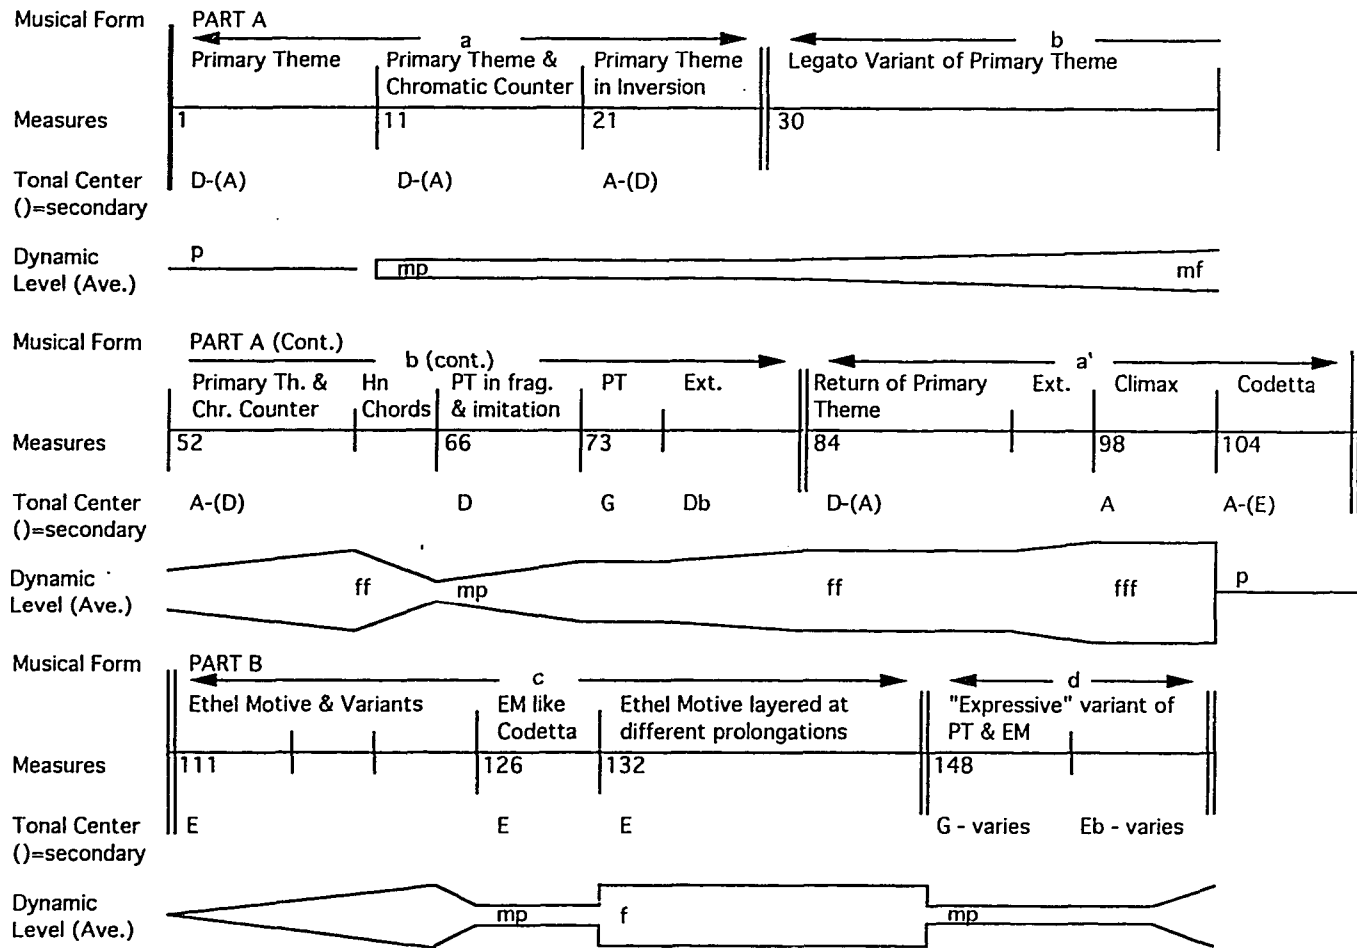 Musical Form PART A
a b
Primary Theme Primary Theme & Primary Theme Legato Variant of Primary Theme
Chromatic Counter in Inversion
Measures 1 11 21 30
Tonal Center D-(A) D-(A) A-(D)
()=secondary
Dynamic p mp mf
Level (Ave.)
Musical Form PART A (Cont.)
b (cont.) a'
Primary Th. & Hn PT in frag. PT Ext. Return of Primary Ext. Climax Codetta
Chr. Counter Chords & imitation Theme
Measures 52 66 73 84 98 104
Tonal Center A-(D) D G Db D-(A) A A-(E)
()=secondary
Dynamic ff mp ff fff p
Level (Ave.)
Musical Form PART B
c d
Ethel Motive & Variants EM like Ethel Motive layered at "Expressive" variant of
Codetta different prolongations PT & EM
Measures 111 126 132 148
Tonal Center E E E G - varies Eb - varies
()=secondary
Dynamic mp f mp
Level (Ave.)